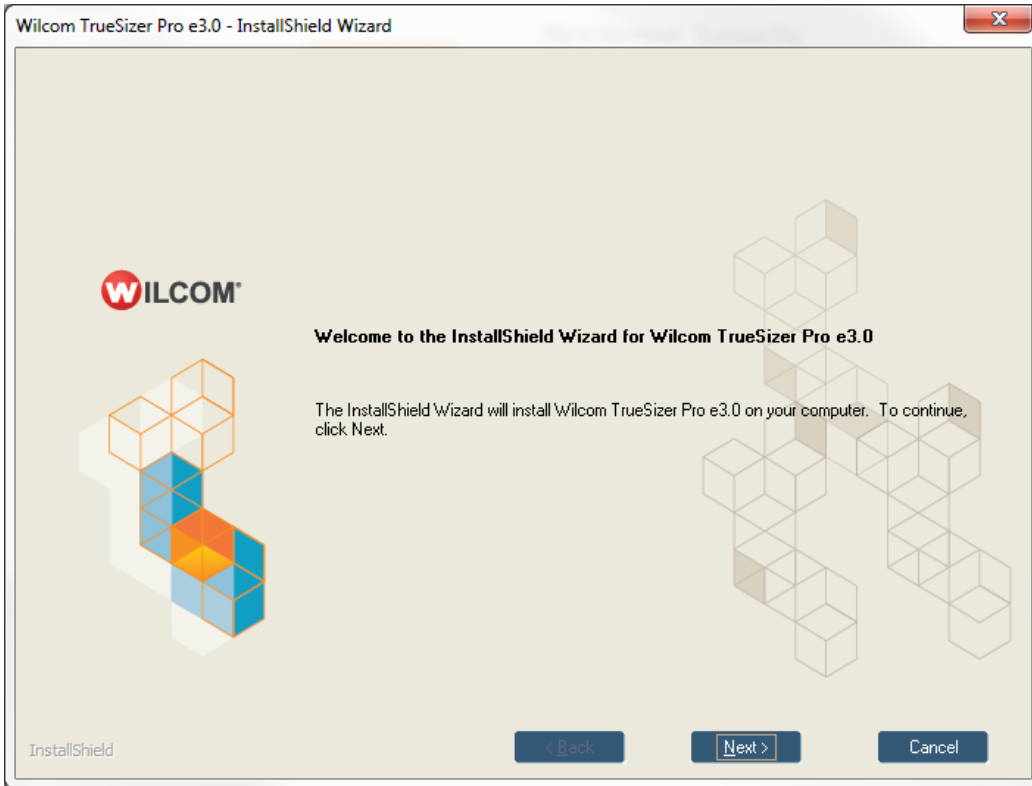 Wilcom TrueSizer Pro e3.0 - InstallShield Wizard
WILCOM®
Welcome to the InstallShield Wizard for Wilcom TrueSizer Pro e3.0
The InstallShield Wizard will install Wilcom TrueSizer Pro e3.0 on your computer. To continue,
click Next.
InstallShield
< Back
Next >
Cancel